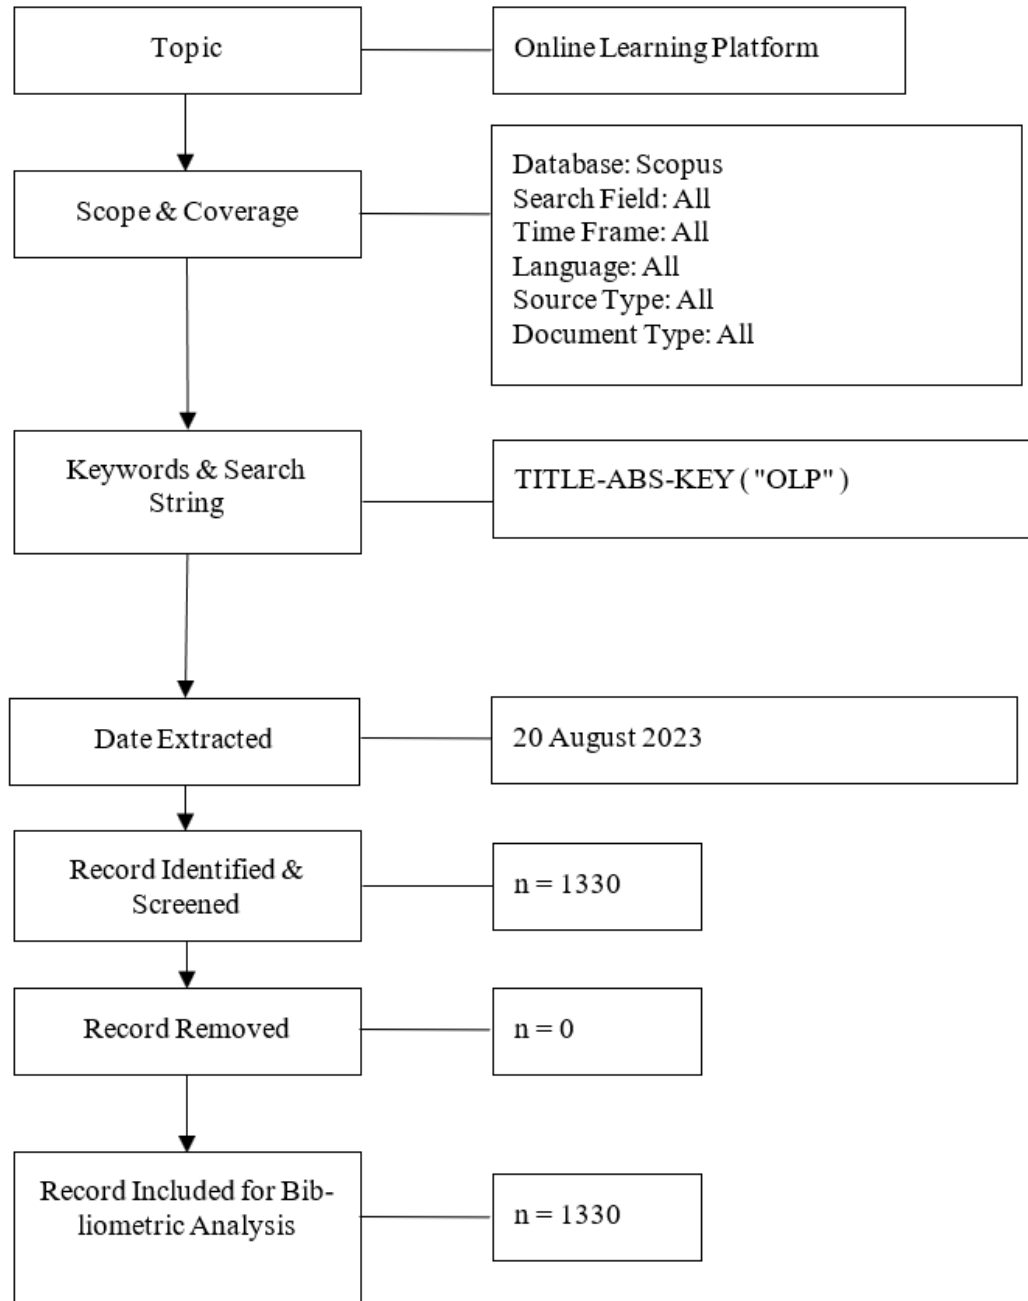 Topic
Online Learning Platform
Scope & Coverage
Database: Scopus
Search Field: All
Time Frame: All
Language: All
Source Type: All
Document Type: All
Keywords & Search
String
TITLE-ABS-KEY ( "OLP" )
Date Extracted
20 August 2023
Record Identified &
Screened
n = 1330
Record Removed
n = 0
Record Included for Bib-
liometric Analysis
n = 1330